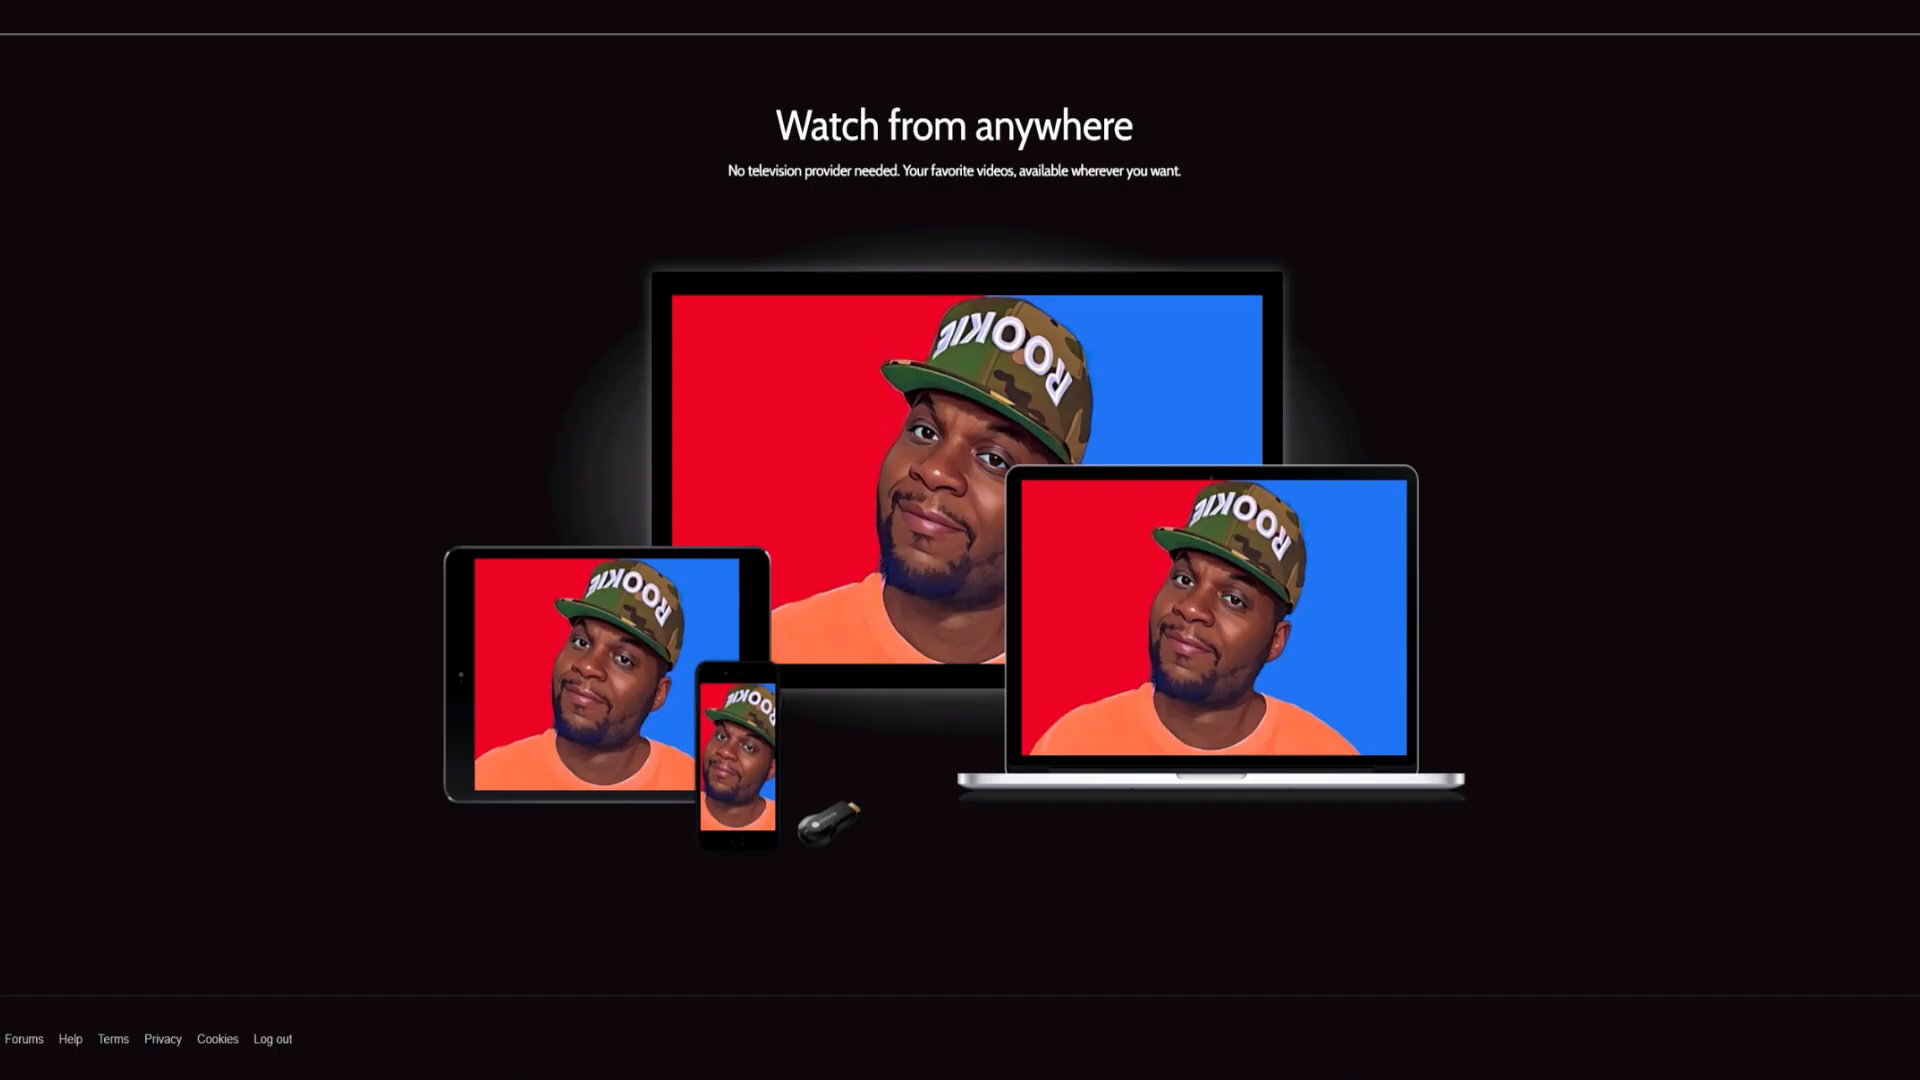 Watch from anywhere
No television provider needed. Your favorite videos, available wherever you want.
ROOKIE
ROOKIE
ROOKIE
Forums Help Terms Privacy Cookies Log out